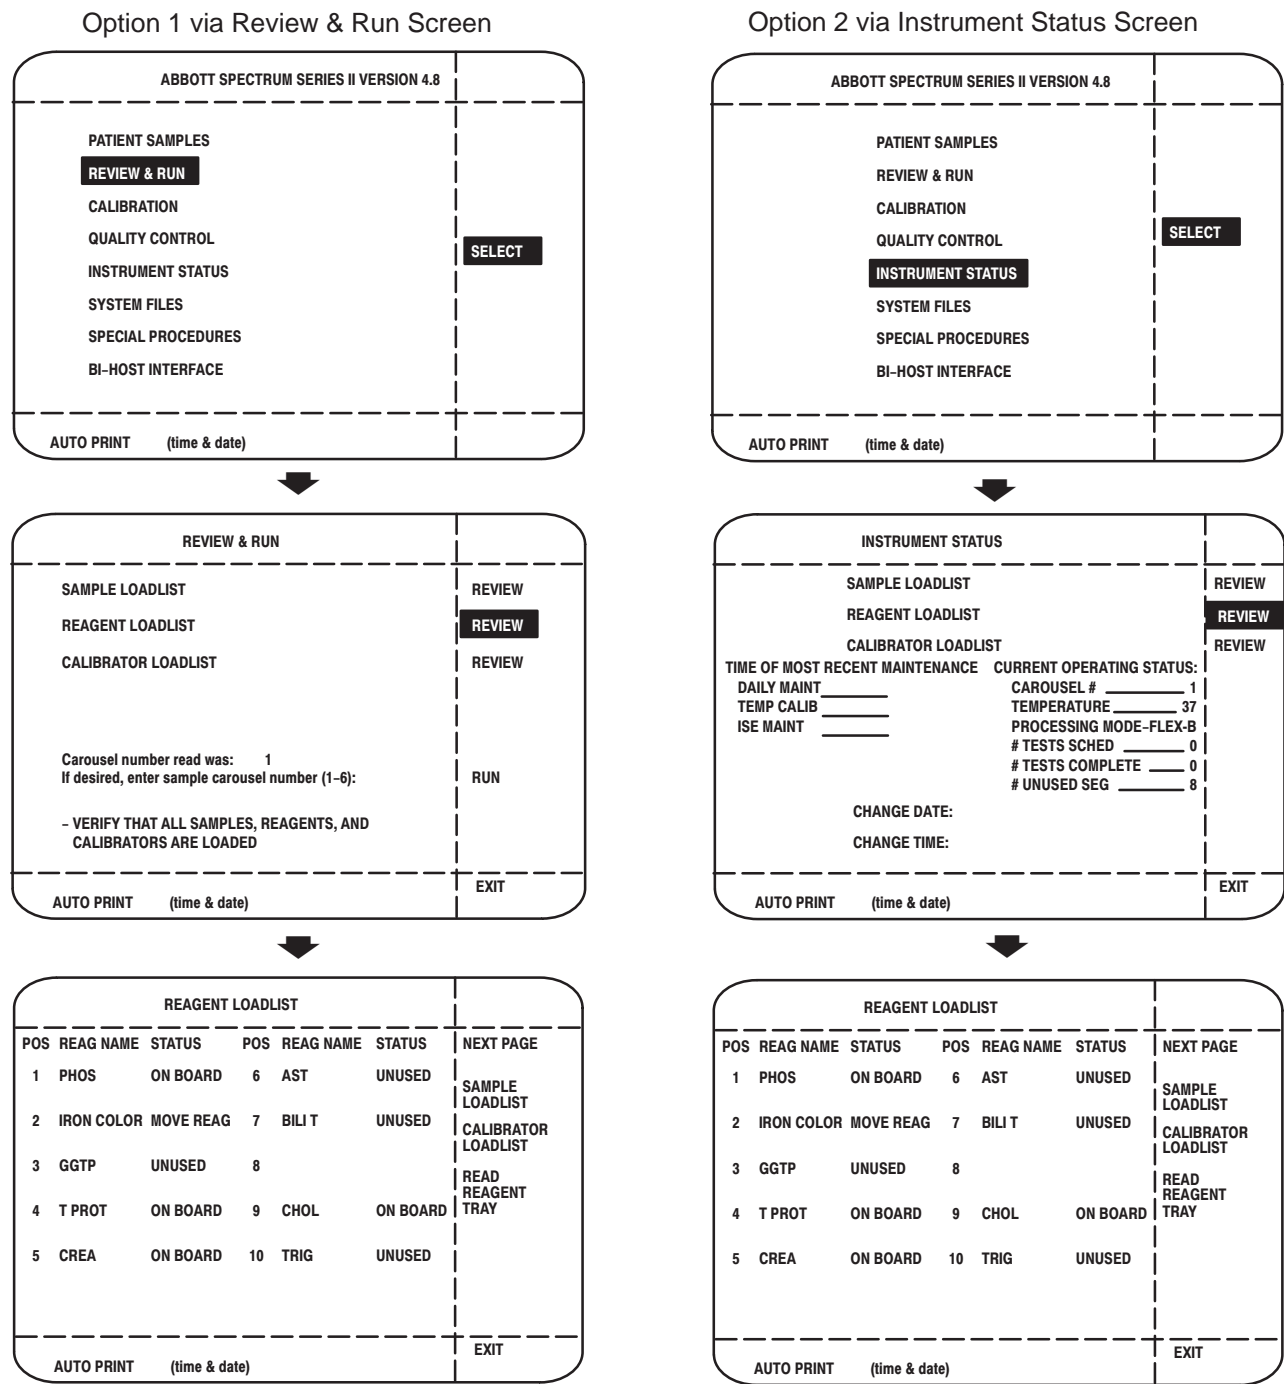 Option 1 via Review & Run Screen
ABBOTT SPECTRUM SERIES II VERSION 4.8
PATIENT SAMPLES
REVIEW & RUN
CALIBRATION
QUALITY CONTROL
SELECT
INSTRUMENT STATUS
SYSTEM FILES
SPECIAL PROCEDURES
BI-HOST INTERFACE
AUTO PRINT (time & date)
REVIEW & RUN
SAMPLE LOADLIST REVIEW
REAGENT LOADLIST REVIEW
CALIBRATOR LOADLIST REVIEW
Carousel number read was: 1
If desired, enter sample carousel number (1-6): RUN
- VERIFY THAT ALL SAMPLES, REAGENTS, AND
CALIBRATORS ARE LOADED
EXIT
AUTO PRINT (time & date)
REAGENT LOADLIST
POS REAG NAME STATUS POS REAG NAME STATUS NEXT PAGE
1 PHOS ON BOARD 6 AST UNUSED
SAMPLE
LOADLIST
2 IRON COLOR MOVE REAG 7 BILI T UNUSED
CALIBRATOR
LOADLIST
3 GGTP UNUSED 8
READ
REAGENT
TRAY
4 T PROT ON BOARD 9 CHOL ON BOARD
5 CREA ON BOARD 10 TRIG UNUSED
EXIT
AUTO PRINT (time & date)
Option 2 via Instrument Status Screen
ABBOTT SPECTRUM SERIES II VERSION 4.8
PATIENT SAMPLES
REVIEW & RUN
CALIBRATION
QUALITY CONTROL
SELECT
INSTRUMENT STATUS
SYSTEM FILES
SPECIAL PROCEDURES
BI-HOST INTERFACE
AUTO PRINT (time & date)
INSTRUMENT STATUS
SAMPLE LOADLIST REVIEW
REAGENT LOADLIST REVIEW
CALIBRATOR LOADLIST REVIEW
TIME OF MOST RECENT MAINTENANCE CURRENT OPERATING STATUS:
DAILY MAINT CAROUSEL # 1
TEMP CALIB TEMPERATURE 37
ISE MAINT PROCESSING MODE-FLEX-B
# TESTS SCHED 0
# TESTS COMPLETE 0
# UNUSED SEG 8
CHANGE DATE:
CHANGE TIME:
EXIT
AUTO PRINT (time & date)
REAGENT LOADLIST
POS REAG NAME STATUS POS REAG NAME STATUS NEXT PAGE
1 PHOS ON BOARD 6 AST UNUSED
SAMPLE
LOADLIST
2 IRON COLOR MOVE REAG 7 BILI T UNUSED
CALIBRATOR
LOADLIST
3 GGTP UNUSED 8
READ
REAGENT
TRAY
4 T PROT ON BOARD 9 CHOL ON BOARD
5 CREA ON BOARD 10 TRIG UNUSED
EXIT
AUTO PRINT (time & date)